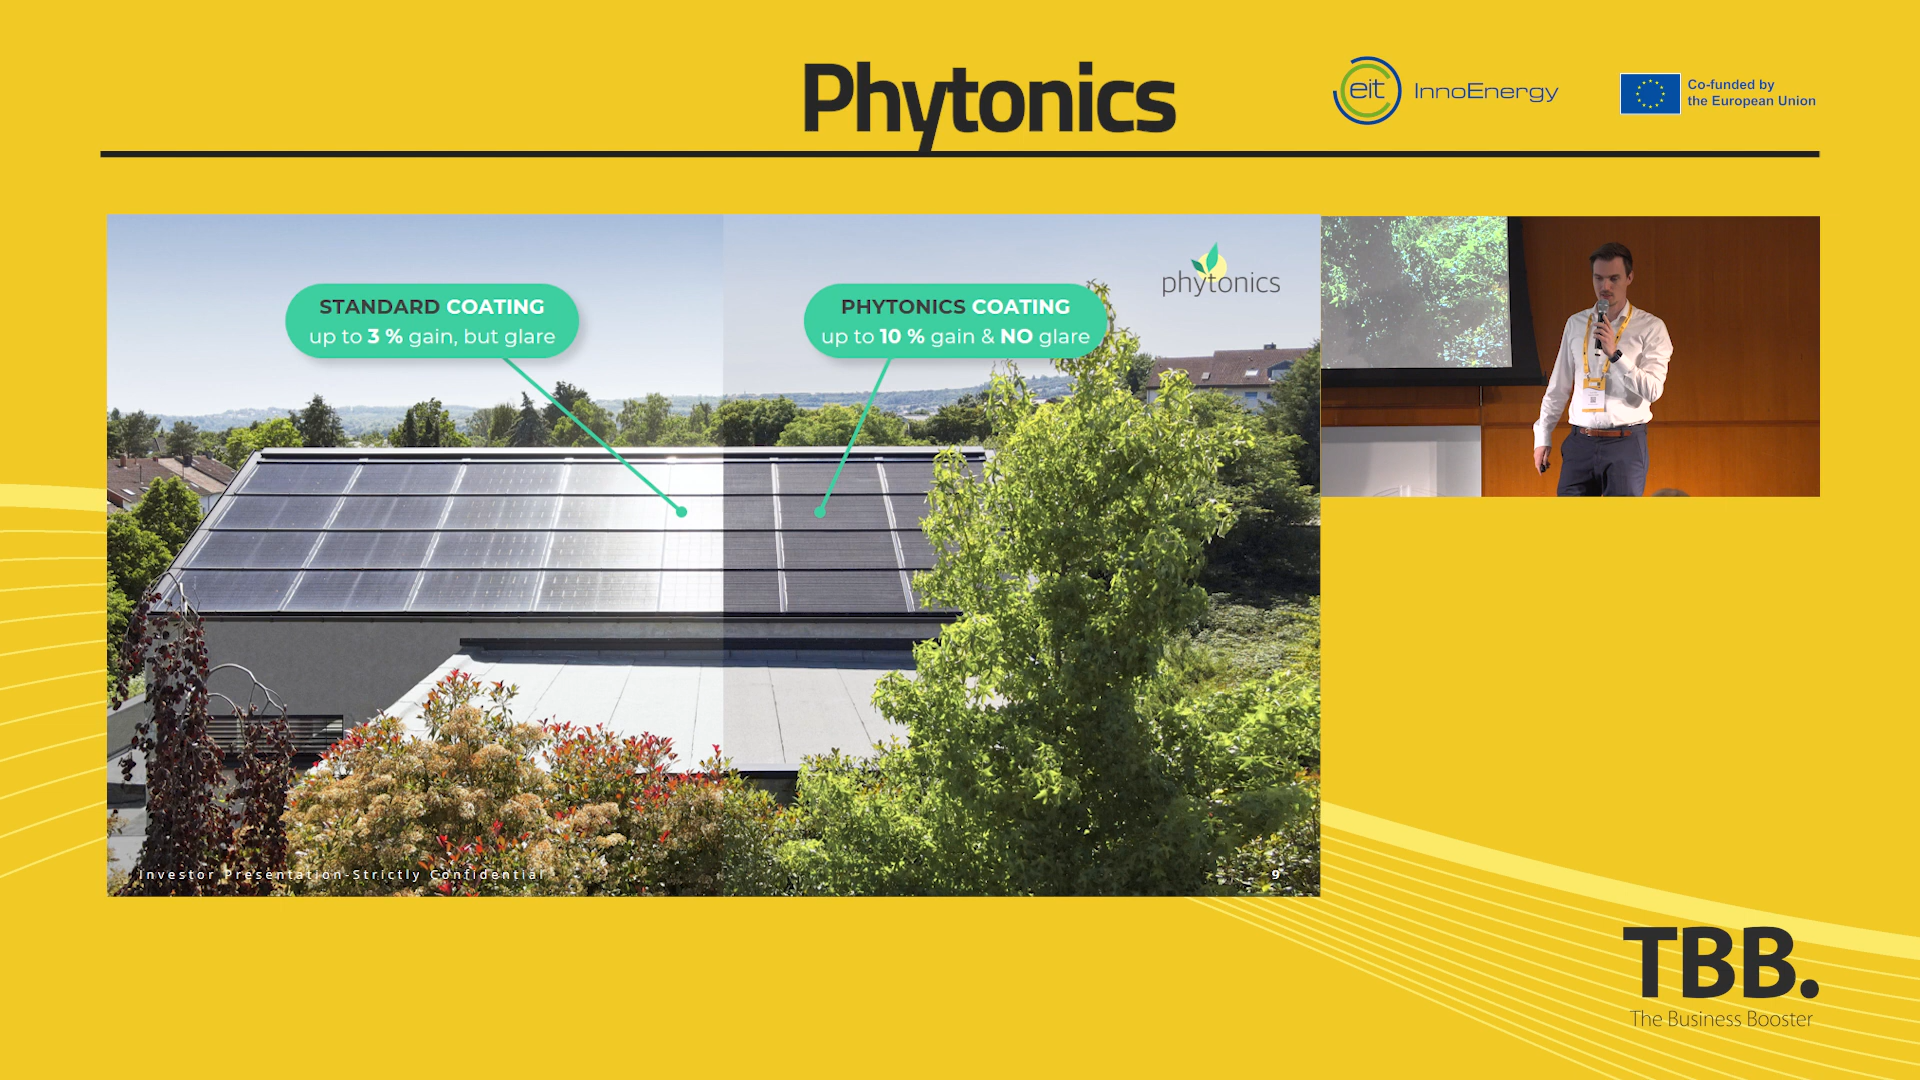 Phytonics
eit InnoEnergy
Co-funded by
the European Union
phytonics
STANDARD COATING
up to 3 % gain, but glare
PHYTONICS COATING
up to 10 % gain & NO glare
Investor Presentation-Strictly Confidential
9
TBB.
The Business Booster